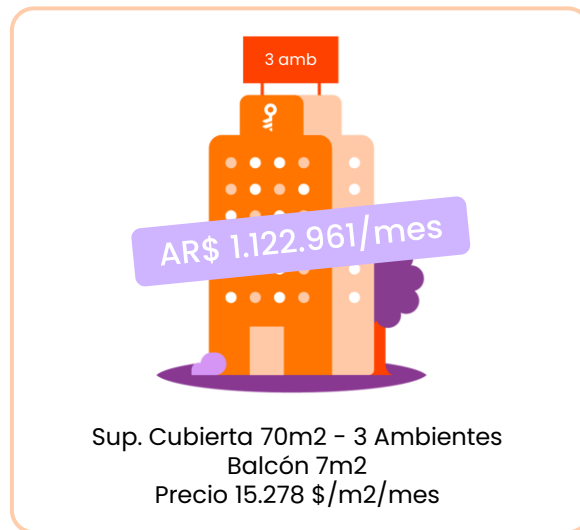 3 amb
AR$ 1.122.961/mes
Sup. Cubierta 70m2 - 3 Ambientes
Balcón 7m2
Precio 15.278 $/m2/mes